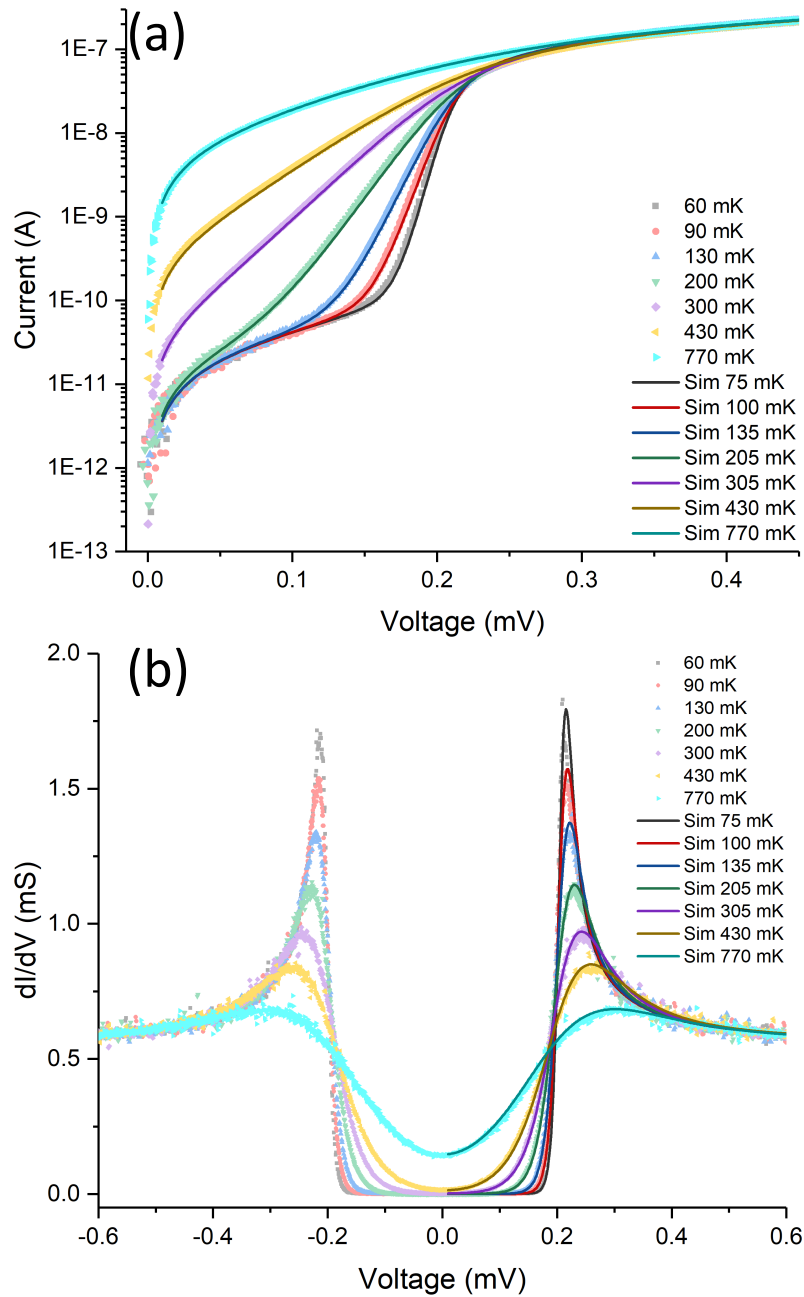 (a)
1E-7
1E-8
1E-9
1E-10
1E-11
1E-12
1E-13
Current (A)
60 mK
90 mK
130 mK
200 mK
300 mK
430 mK
770 mK
Sim 75 mK
Sim 100 mK
Sim 135 mK
Sim 205 mK
Sim 305 mK
Sim 430 mK
Sim 770 mK
0.0 0.1 0.2 0.3 0.4
Voltage (mV)
(b)
2.0
1.5
1.0
0.5
0.0
dI/dV (mS)
60 mK
90 mK
130 mK
200 mK
300 mK
430 mK
770 mK
Sim 75 mK
Sim 100 mK
Sim 135 mK
Sim 205 mK
Sim 305 mK
Sim 430 mK
Sim 770 mK
-0.6 -0.4 -0.2 0.0 0.2 0.4 0.6
Voltage (mV)